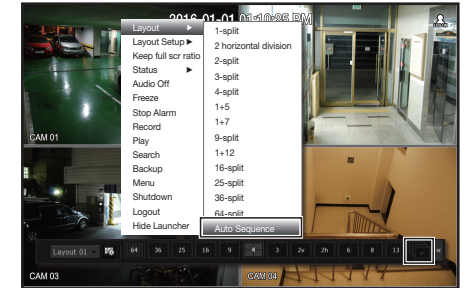 2016-01-01 01:10:25 PM
Layout ▶
Layout Setup ▶
Keep full scr ratio
Status ▶
Audio Off
Freeze
Stop Alarm
Record
Play
Search
Backup
Menu
Shutdown
Logout
Hide Launcher
1-split
2 horizontal division
2-split
3-split
4-split
1+5
1+7
9-split
1+12
16-split
25-split
36-split
64-split
Auto Sequence
CAM 01
Layout 01 64 36 25 16 9 4 3 2v 2h 6 8 13 «
CAM 03
CAM 04